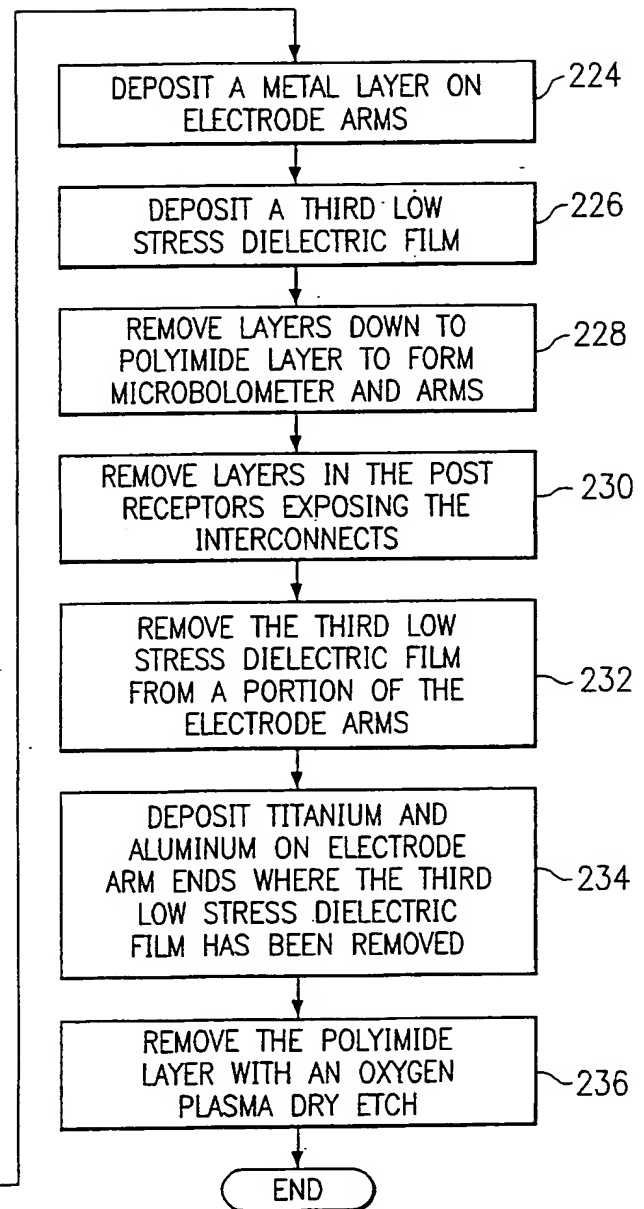 DEPOSIT A METAL LAYER ON
ELECTRODE ARMS
224
DEPOSIT A THIRD LOW
STRESS DIELECTRIC FILM
226
REMOVE LAYERS DOWN TO
POLYIMIDE LAYER TO FORM
MICROBOLOMETER AND ARMS
228
REMOVE LAYERS IN THE POST
RECEPTORS EXPOSING THE
INTERCONNECTS
230
REMOVE THE THIRD LOW
STRESS DIELECTRIC FILM
FROM A PORTION OF THE
ELECTRODE ARMS
232
DEPOSIT TITANIUM AND
ALUMINUM ON ELECTRODE
ARM ENDS WHERE THE THIRD
LOW STRESS DIELECTRIC
FILM HAS BEEN REMOVED
234
REMOVE THE POLYIMIDE
LAYER WITH AN OXYGEN
PLASMA DRY ETCH
236
END